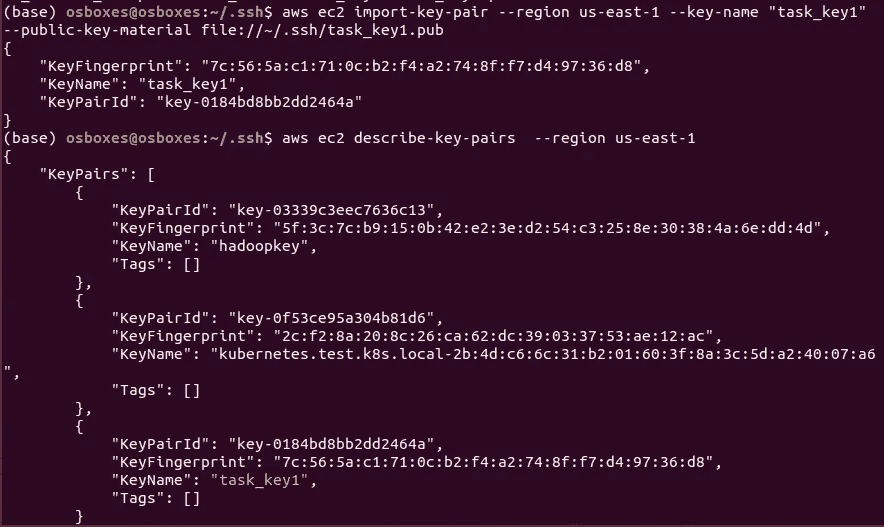 (base) osboxes@osboxes:~/.ssh$ aws ec2 import-key-pair --region us-east-1 --key-name "task_key1"
--public-key-material file://~/.ssh/task_key1.pub
{
    "KeyFingerprint": "7c:56:5a:c1:71:0c:b2:f4:a2:74:8f:f7:d4:97:36:d8",
    "KeyName": "task_key1",
    "KeyPairId": "key-0184bd8bb2dd2464a"
}
(base) osboxes@osboxes:~/.ssh$ aws ec2 describe-key-pairs  --region us-east-1
{
    "KeyPairs": [
        {
            "KeyPairId": "key-03339c3eec7636c13",
            "KeyFingerprint": "5f:3c:7c:b9:15:0b:42:e2:3e:d2:54:c3:25:8e:30:38:4a:6e:dd:4d",
            "KeyName": "hadoopkey",
            "Tags": []
        },
        {
            "KeyPairId": "key-0f53ce95a304b81d6",
            "KeyFingerprint": "2c:f2:8a:20:8c:26:ca:62:dc:39:03:37:53:ae:12:ac",
            "KeyName": "kubernetes.test.k8s.local-2b:4d:c6:6c:31:b2:01:60:3f:8a:3c:5d:a2:40:07:a6
",
            "Tags": []
        },
        {
            "KeyPairId": "key-0184bd8bb2dd2464a",
            "KeyFingerprint": "7c:56:5a:c1:71:0c:b2:f4:a2:74:8f:f7:d4:97:36:d8",
            "KeyName": "task_key1",
            "Tags": []
        }